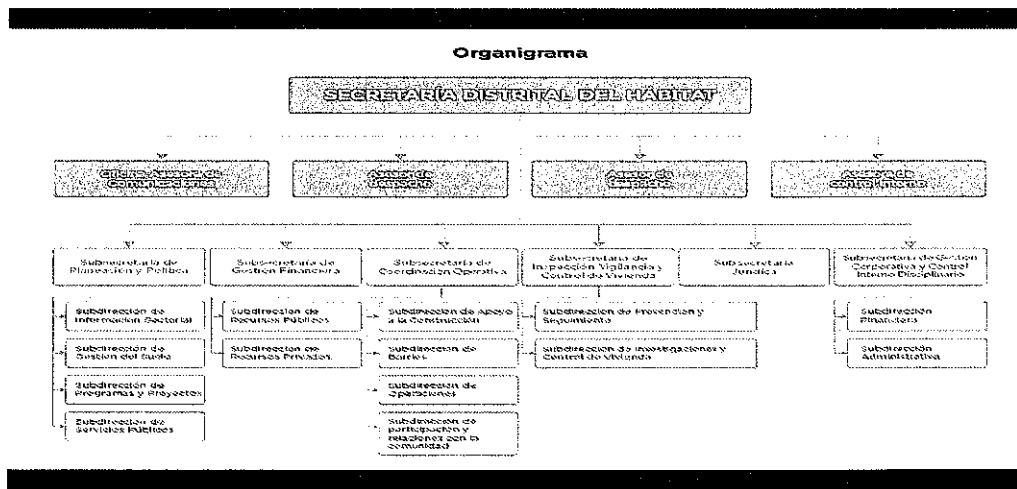 Organigrama
SECRETARÍA DISTRITAL DEL HÁBITAT
Oficina Asesora de
Comunicaciones
Asesor de
Despacho
Asesor de
Despacho
Asesor de
control interno
Subsecretaría de
Planeación y Política
Subsecretaría de
Gestión Financiera
Subsecretaría de
Coordinación Operativa
Subsecretaría de
Inspección Vigilancia y
Control de Vivienda
Subsecretaría
Jurídica
Subsecretaría de Gestión
Corporativa y Control
Interno Disciplinario
Subdirección de
Información Sectorial
Subdirección de
Gestión del Suelo
Subdirección de
Programas y Proyectos
Subdirección de
Servicios Públicos
Subdirección de
Recursos Públicos
Subdirección de
Recursos Privados
Subdirección de Apoyo
a la Construcción
Subdirección de
Barrios
Subdirección de
Operaciones
Subdirección de
participación y
relaciones con la
comunidad
Subdirección de Prevención y
Seguimiento
Subdirección de Investigaciones y
Control de Vivienda
Subdirección
Financiera
Subdirección
Administrativa